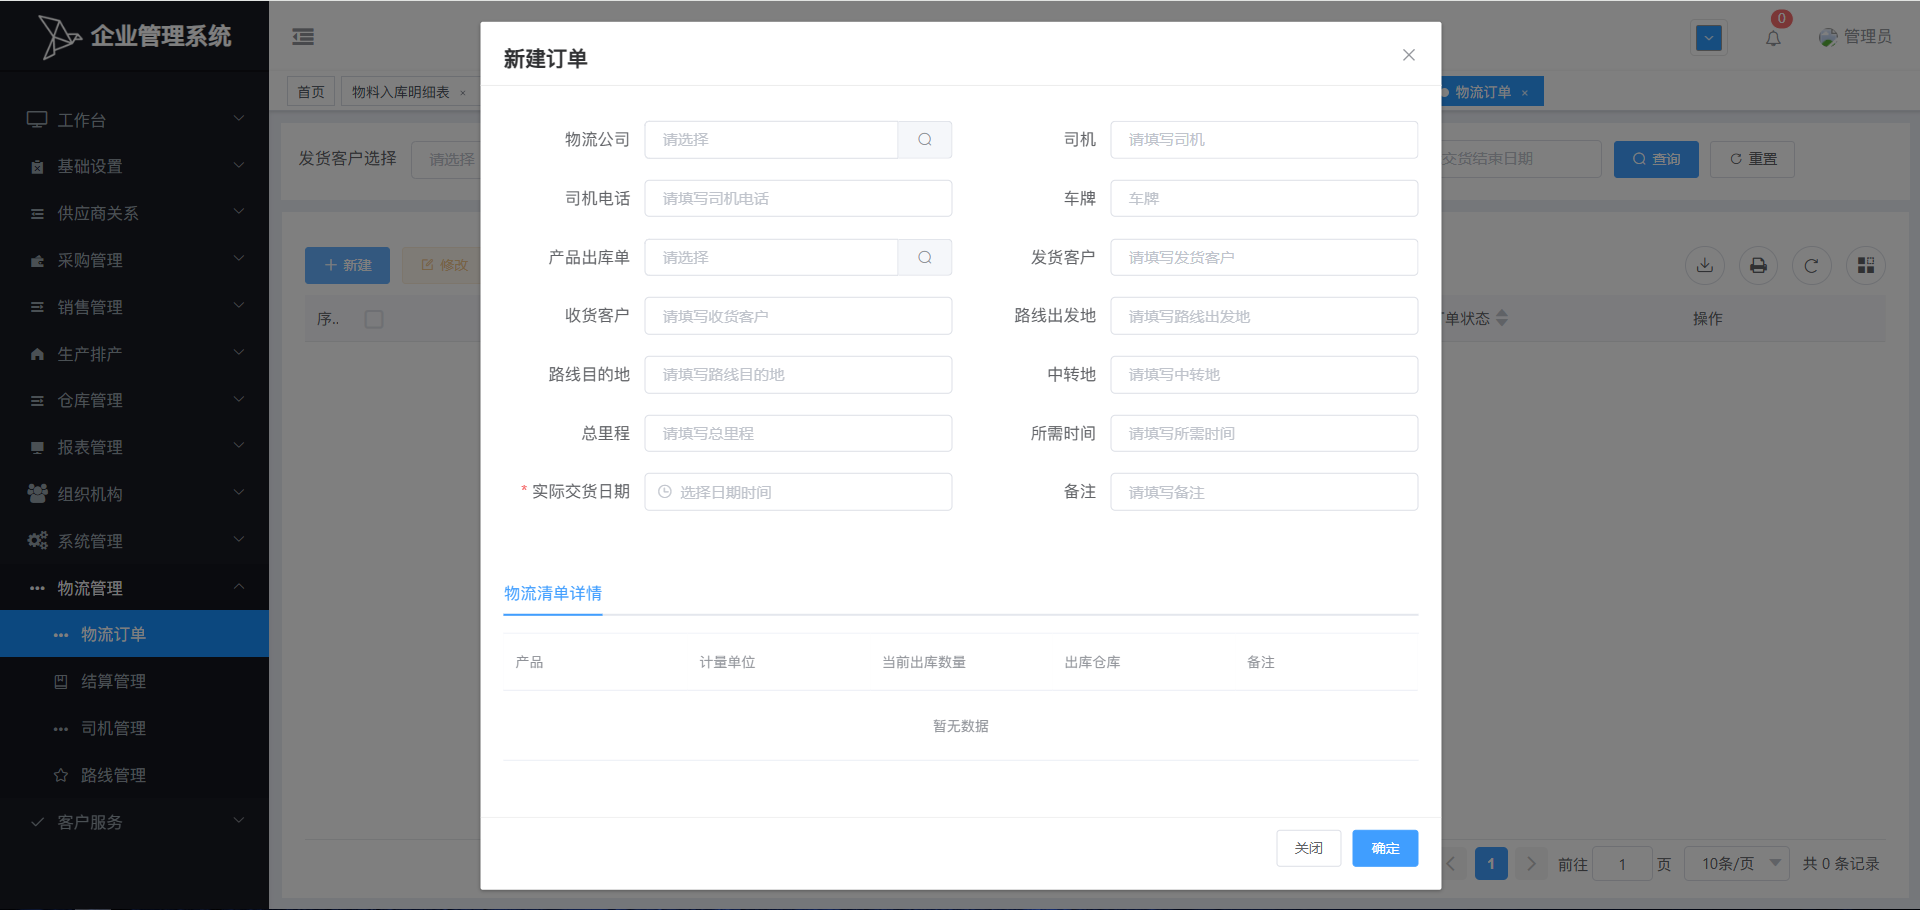 企业管理系统
0
管理员
首页
物料入库明细表 ×
物流订单 ×
工作台
基础设置
供应商关系
采购管理
销售管理
生产排产
仓库管理
报表管理
组织机构
系统管理
物流管理
物流订单
结算管理
司机管理
路线管理
客户服务
发货客户选择 请选择
交货结束日期
查询
重置
新建
修改
序..
单状态
操作
新建订单
物流公司 请选择
司机 请填写司机
司机电话 请填写司机电话
车牌 车牌
产品出库单 请选择
发货客户 请填写发货客户
收货客户 请填写收货客户
路线出发地 请填写路线出发地
路线目的地 请填写路线目的地
中转地 请填写中转地
总里程 请填写总里程
所需时间 请填写所需时间
* 实际交货日期 选择日期时间
备注 请填写备注
物流清单详情
产品 计量单位 当前出库数量 出库仓库 备注
暂无数据
关闭 确定
1 前往 1 页 10条/页 共 0 条记录